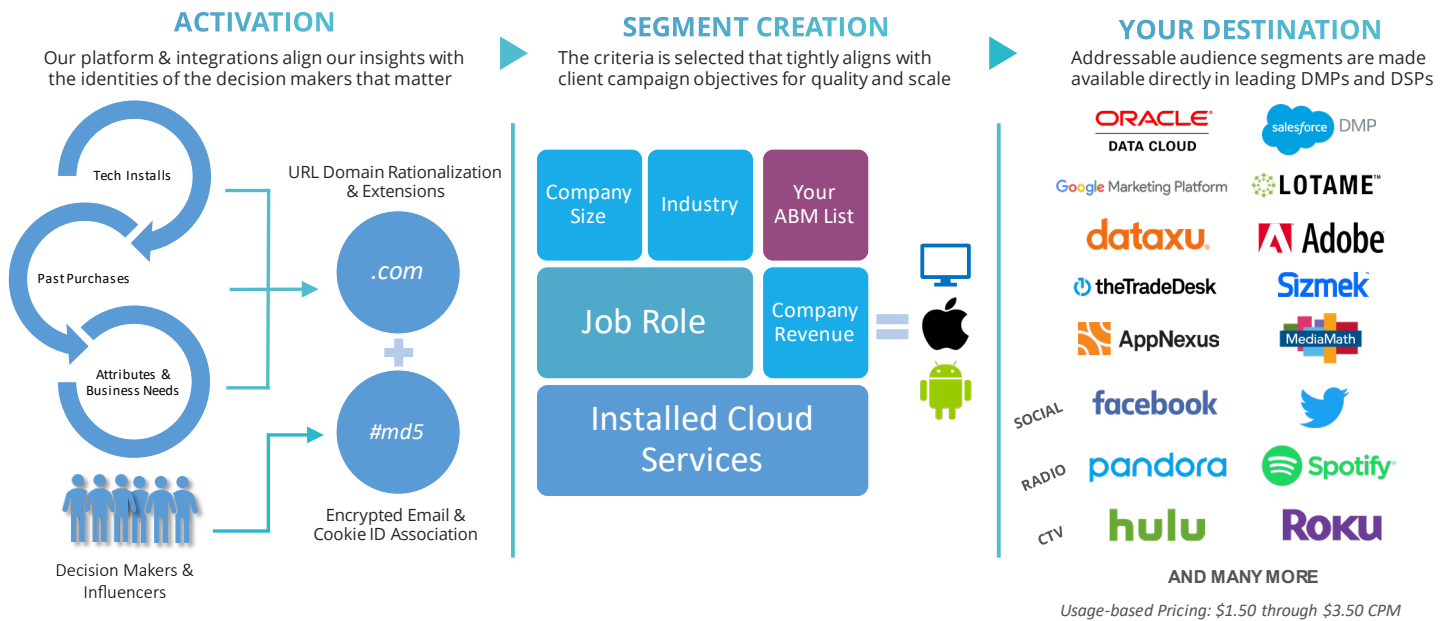 ACTIVATION
Our platform & integrations align our insights with
the identities of the decision makers that matter
Tech Installs
Past Purchases
Attributes &
Business Needs
Decision Makers &
Influencers
URL Domain Rationalization
& Extensions
.com
#md5
Encrypted Email &
Cookie ID Association
SEGMENT CREATION
The criteria is selected that tightly aligns with
client campaign objectives for quality and scale
Company
Size
Industry
Your
ABM List
Job Role
Company
Revenue
Installed Cloud
Services
YOUR DESTINATION
Addressable audience segments are made
available directly in leading DMPs and DSPs
ORACLE®
DATA CLOUD
salesforce DMP
Google Marketing Platform
LOTAME™
dataxu.
Adobe
theTradeDesk
Sizmek
AppNexus
MediaMath
SOCIAL
facebook
RADIO
pandora
Spotify®
CTV
hulu
ROKU
AND MANY MORE
Usage-based Pricing: $1.50 through $3.50 CPM